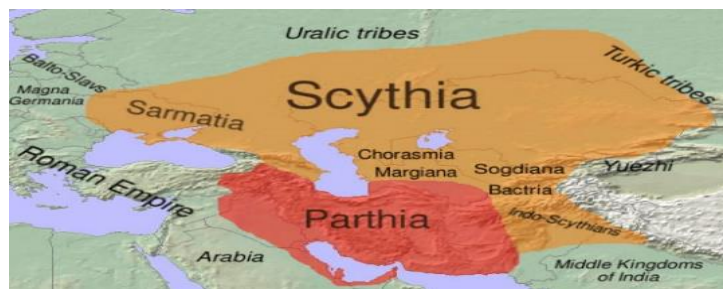 Uralic tribes
Turkic tribes
Balto-Slavs
Magna
Germania
Scythia
Sarmatia
Roman Empire
Chorasmia
Margiana
Sogdiana
Bactria
Yuezhi
Parthia
Indo-Scythians
Arabia
Middle Kingdoms
of India